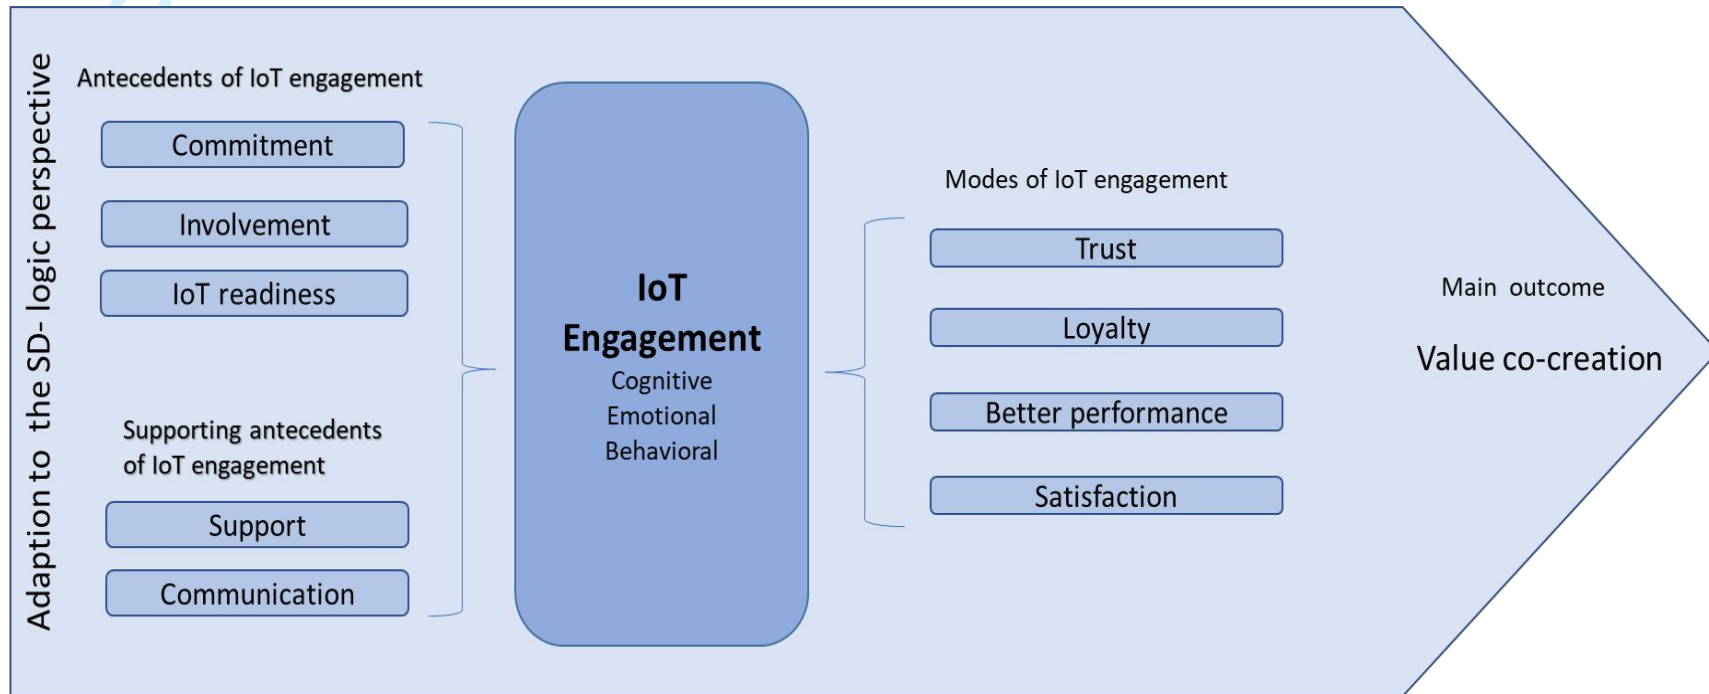 Adaption to the SD- logic perspective
Antecedents of IoT engagement
Commitment
Involvement
IoT readiness
Supporting antecedents
of IoT engagement
Support
Communication
IoT
Engagement
Cognitive
Emotional
Behavioral
Modes of IoT engagement
Trust
Loyalty
Better performance
Satisfaction
Main outcome
Value co-creation